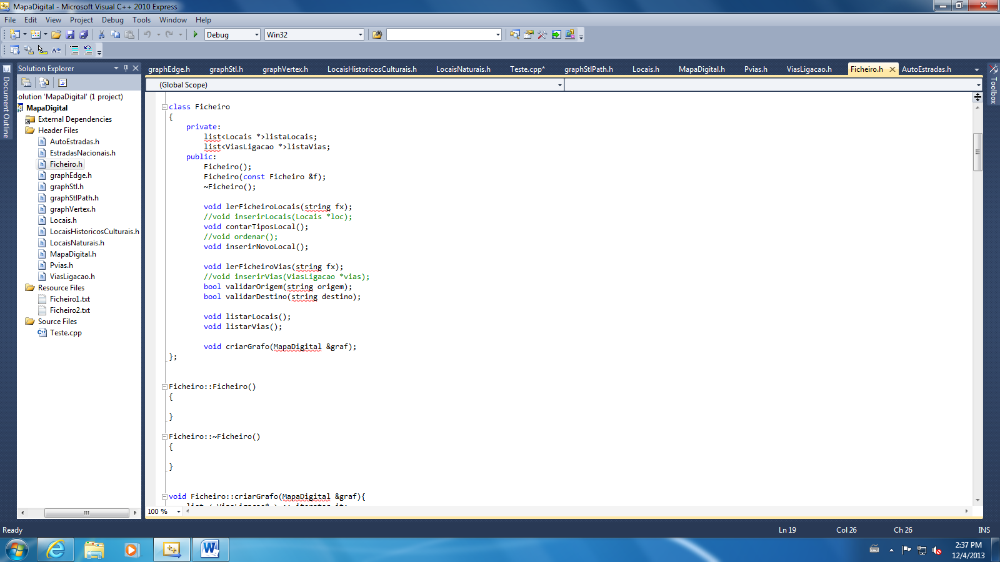 MapaDigital - Microsoft Visual C++ 2010 Express
File Edit View Project Debug Tools Window Help
Debug Win32
Solution Explorer
graphEdge.h graphStl.h graphVertex.h LocaisHistoricosCulturais.h LocaisNaturais.h Teste.cpp* graphStlPath.h Locais.h MapaDigital.h Pvias.h ViasLigacao.h Ficheiro.h AutoEstradas.h
Document Outline
Toolbox
(Global Scope)
olution 'MapaDigital' (1 project)
MapaDigital
External Dependencies
Header Files
AutoEstradas.h
EstradasNacionais.h
Ficheiro.h
graphEdge.h
graphStl.h
graphStlPath.h
graphVertex.h
Locais.h
LocaisHistoricosCulturais.h
LocaisNaturais.h
MapaDigital.h
Pvias.h
ViasLigacao.h
Resource Files
Ficheiro1.txt
Ficheiro2.txt
Source Files
Teste.cpp
class Ficheiro
{
private:
list<Locais *>listaLocais;
list<ViasLigacao *>listaVias;
public:
Ficheiro();
Ficheiro(const Ficheiro &f);
~Ficheiro();
void lerFicheiroLocais(string fx);
//void inserirLocais(Locais *loc);
void contarTiposLocal();
//void ordenar();
void inserirNovoLocal();
void lerFicheiroVias(string fx);
//void inserirVias(ViasLigacao *vias);
bool validarOrigem(string origem);
bool validarDestino(string destino);
void listarLocais();
void listarVias();
void criarGrafo(MapaDigital &graf);
};
Ficheiro::Ficheiro()
{
}
Ficheiro::~Ficheiro()
{
}
void Ficheiro::criarGrafo(MapaDigital &graf){
100 %
Ready Ln 19 Col 26 Ch 26 INS
2:37 PM
12/4/2013